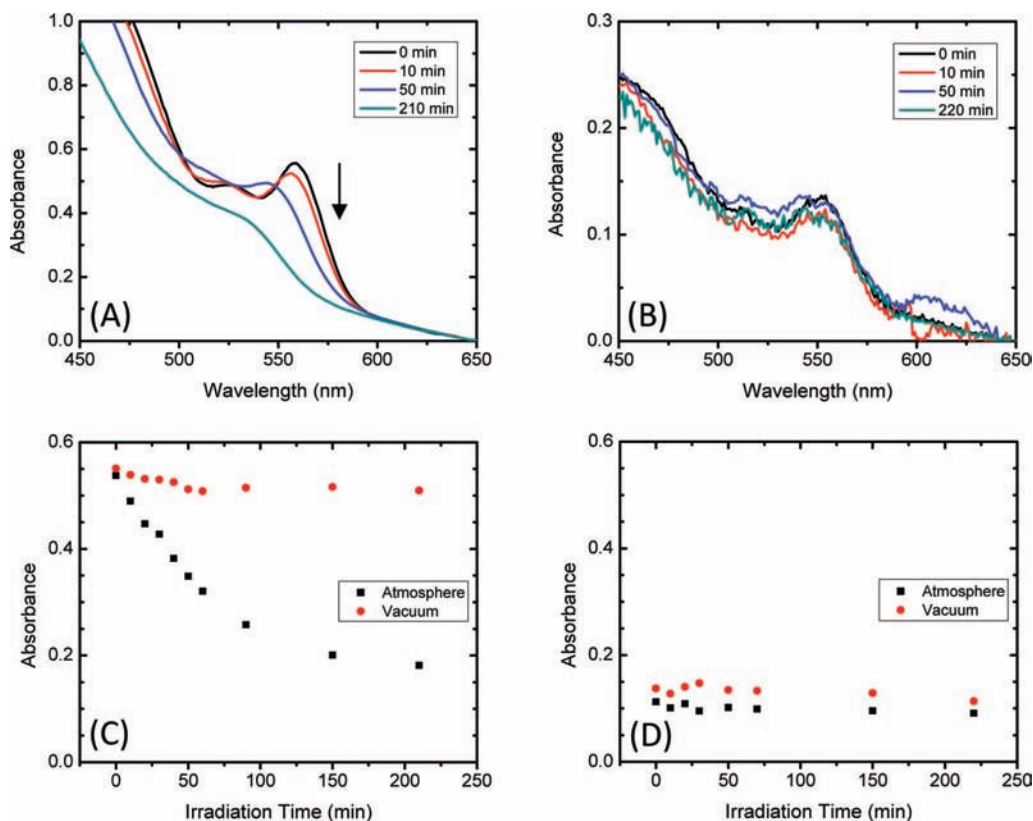 1.0
0.8
0.6
0.4
0.2
0.0
Absorbance
0 min
10 min
50 min
210 min
(A)
450 500 550 600 650
Wavelength (nm)
0.3
0.2
0.1
0.0
Absorbance
0 min
10 min
50 min
220 min
(B)
450 500 550 600 650
Wavelength (nm)
0.6
0.4
0.2
0.0
Absorbance
Atmosphere
Vacuum
(C)
0 50 100 150 200 250
Irradiation Time (min)
0.6
0.4
0.2
0.0
Absorbance
Atmosphere
Vacuum
(D)
0 50 100 150 200 250
Irradiation Time (min)